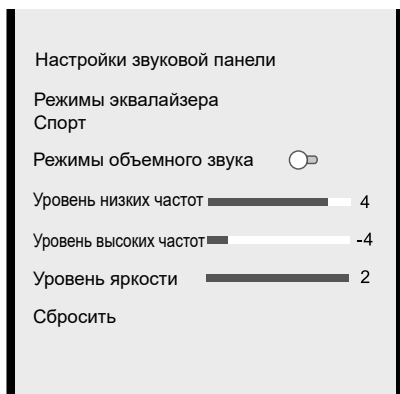 Настройки звуковой панели
Режимы эквалайзера
Спорт
Режимы объемного звука
Уровень низких частот 4
Уровень высоких частот -4
Уровень яркости 2
Сбросить